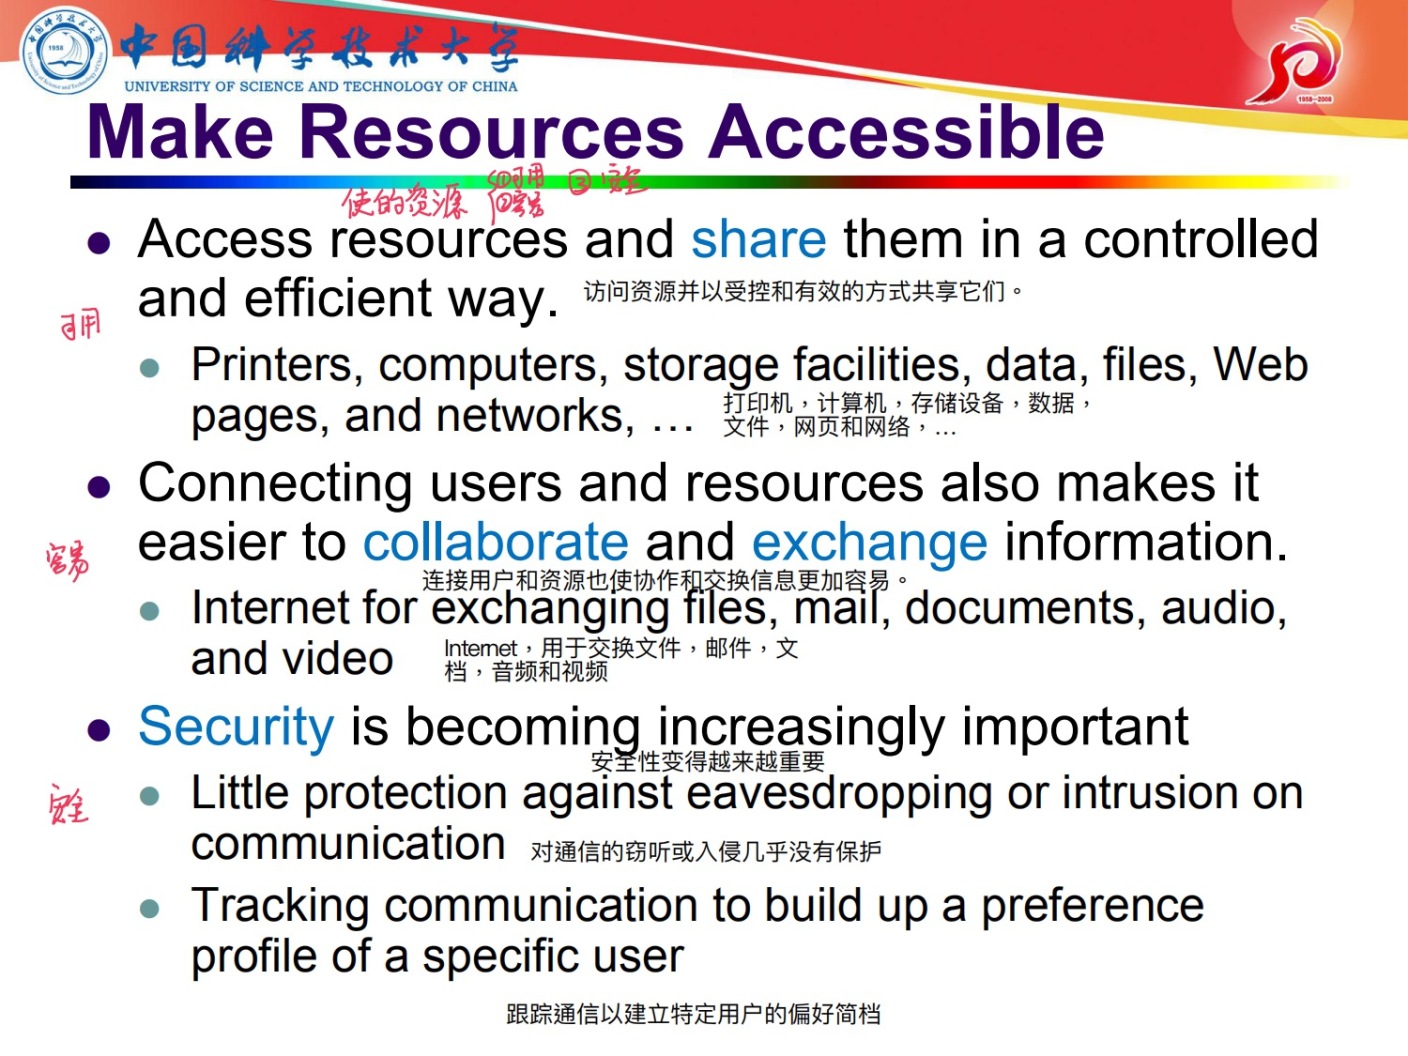 中国科学技术大学
UNIVERSITY OF SCIENCE AND TECHNOLOGY OF CHINA
1958
1958—2008
Make Resources Accessible
使的资源 ①可用 ③安全
②容易
Access resources and share them in a controlled
and efficient way.
访问资源并以受控和有效的方式共享它们。
可用
Printers, computers, storage facilities, data, files, Web
pages, and networks, …
打印机，计算机，存储设备，数据，
文件，网页和网络，…
Connecting users and resources also makes it
easier to collaborate and exchange information.
容易
连接用户和资源也使协作和交换信息更加容易。
Internet for exchanging files, mail, documents, audio,
and video
Internet，用于交换文件，邮件，文
档，音频和视频
Security is becoming increasingly important
安全性变得越来越重要
安全
Little protection against eavesdropping or intrusion on
communication
对通信的窃听或入侵几乎没有保护
Tracking communication to build up a preference
profile of a specific user
跟踪通信以建立特定用户的偏好简档